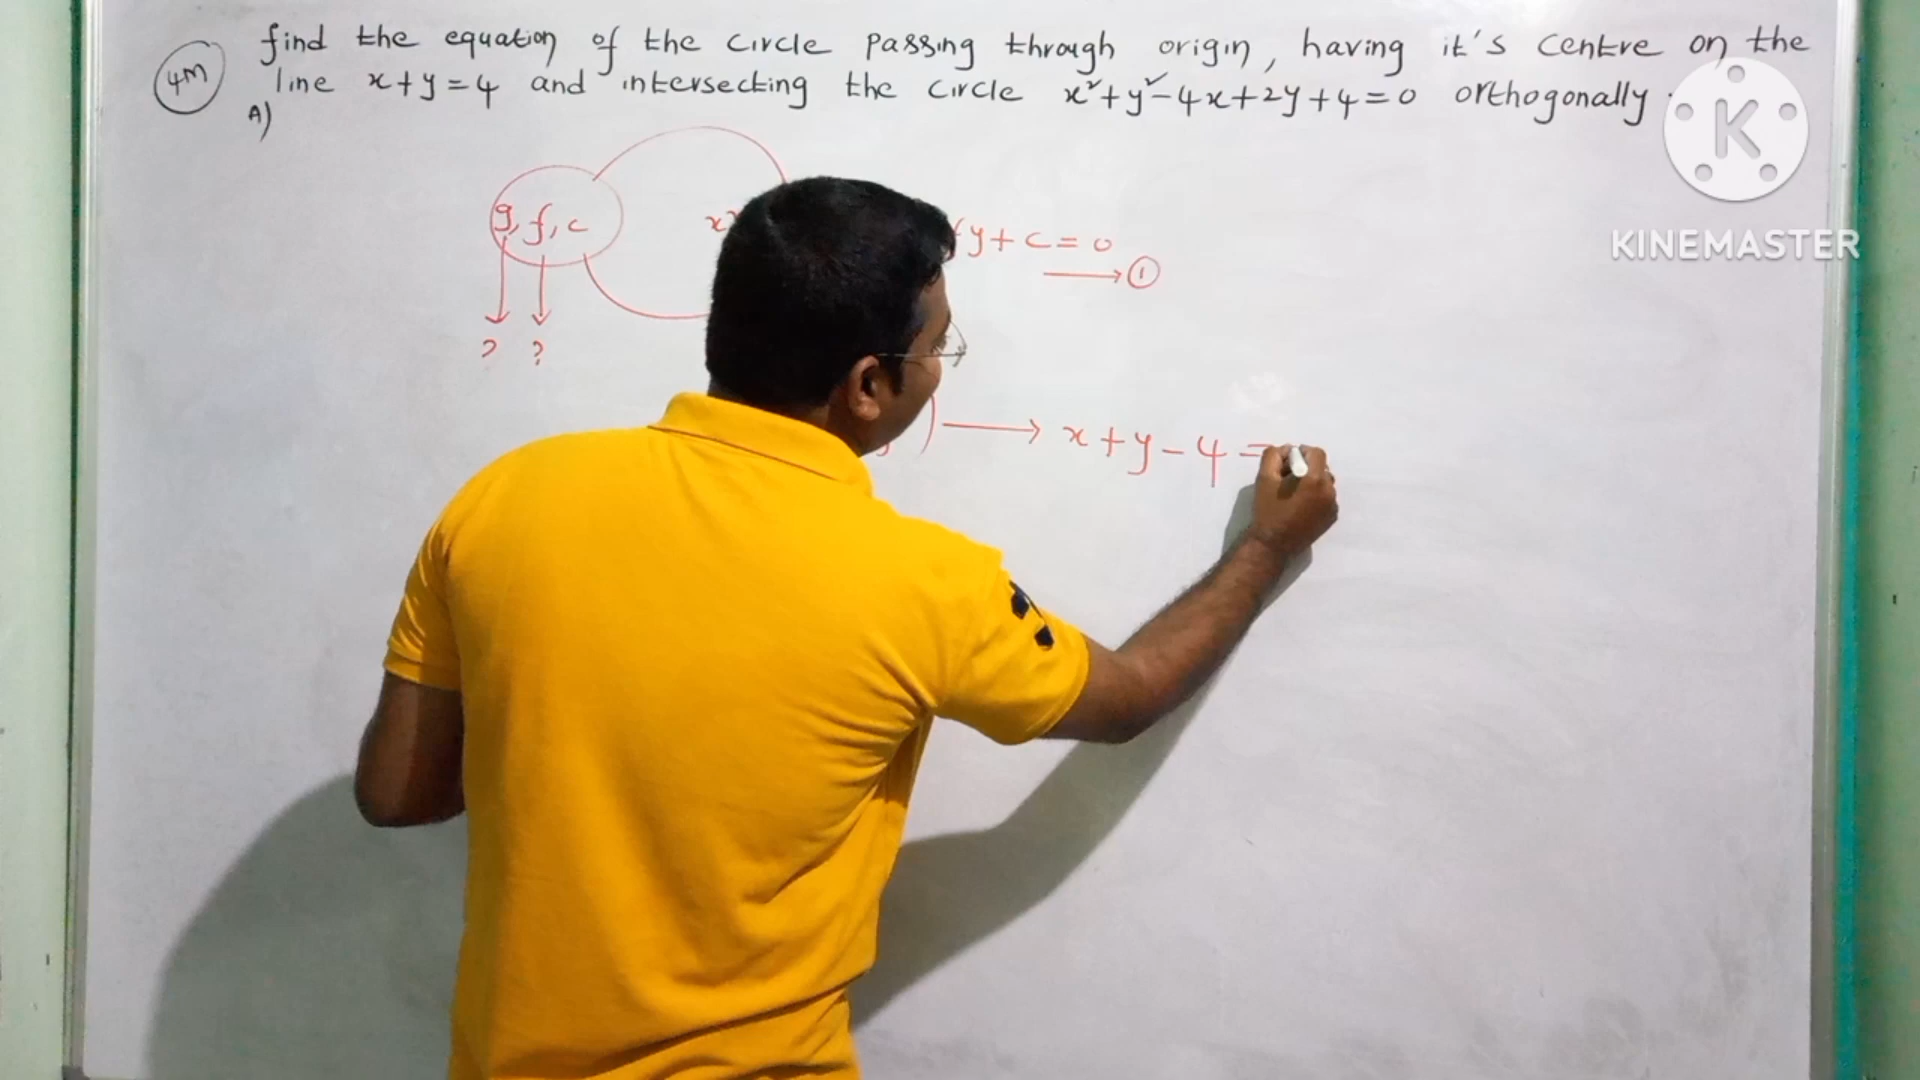 find the equation of the circle passing through origin, having it's centre on the
4M line x+y=4 and intersecting the circle x²+y²-4x+2y+4=0 orthogonally
A)
g, f, c
y+c=0
①
? ?
x+y-4=
K
KINEMASTER